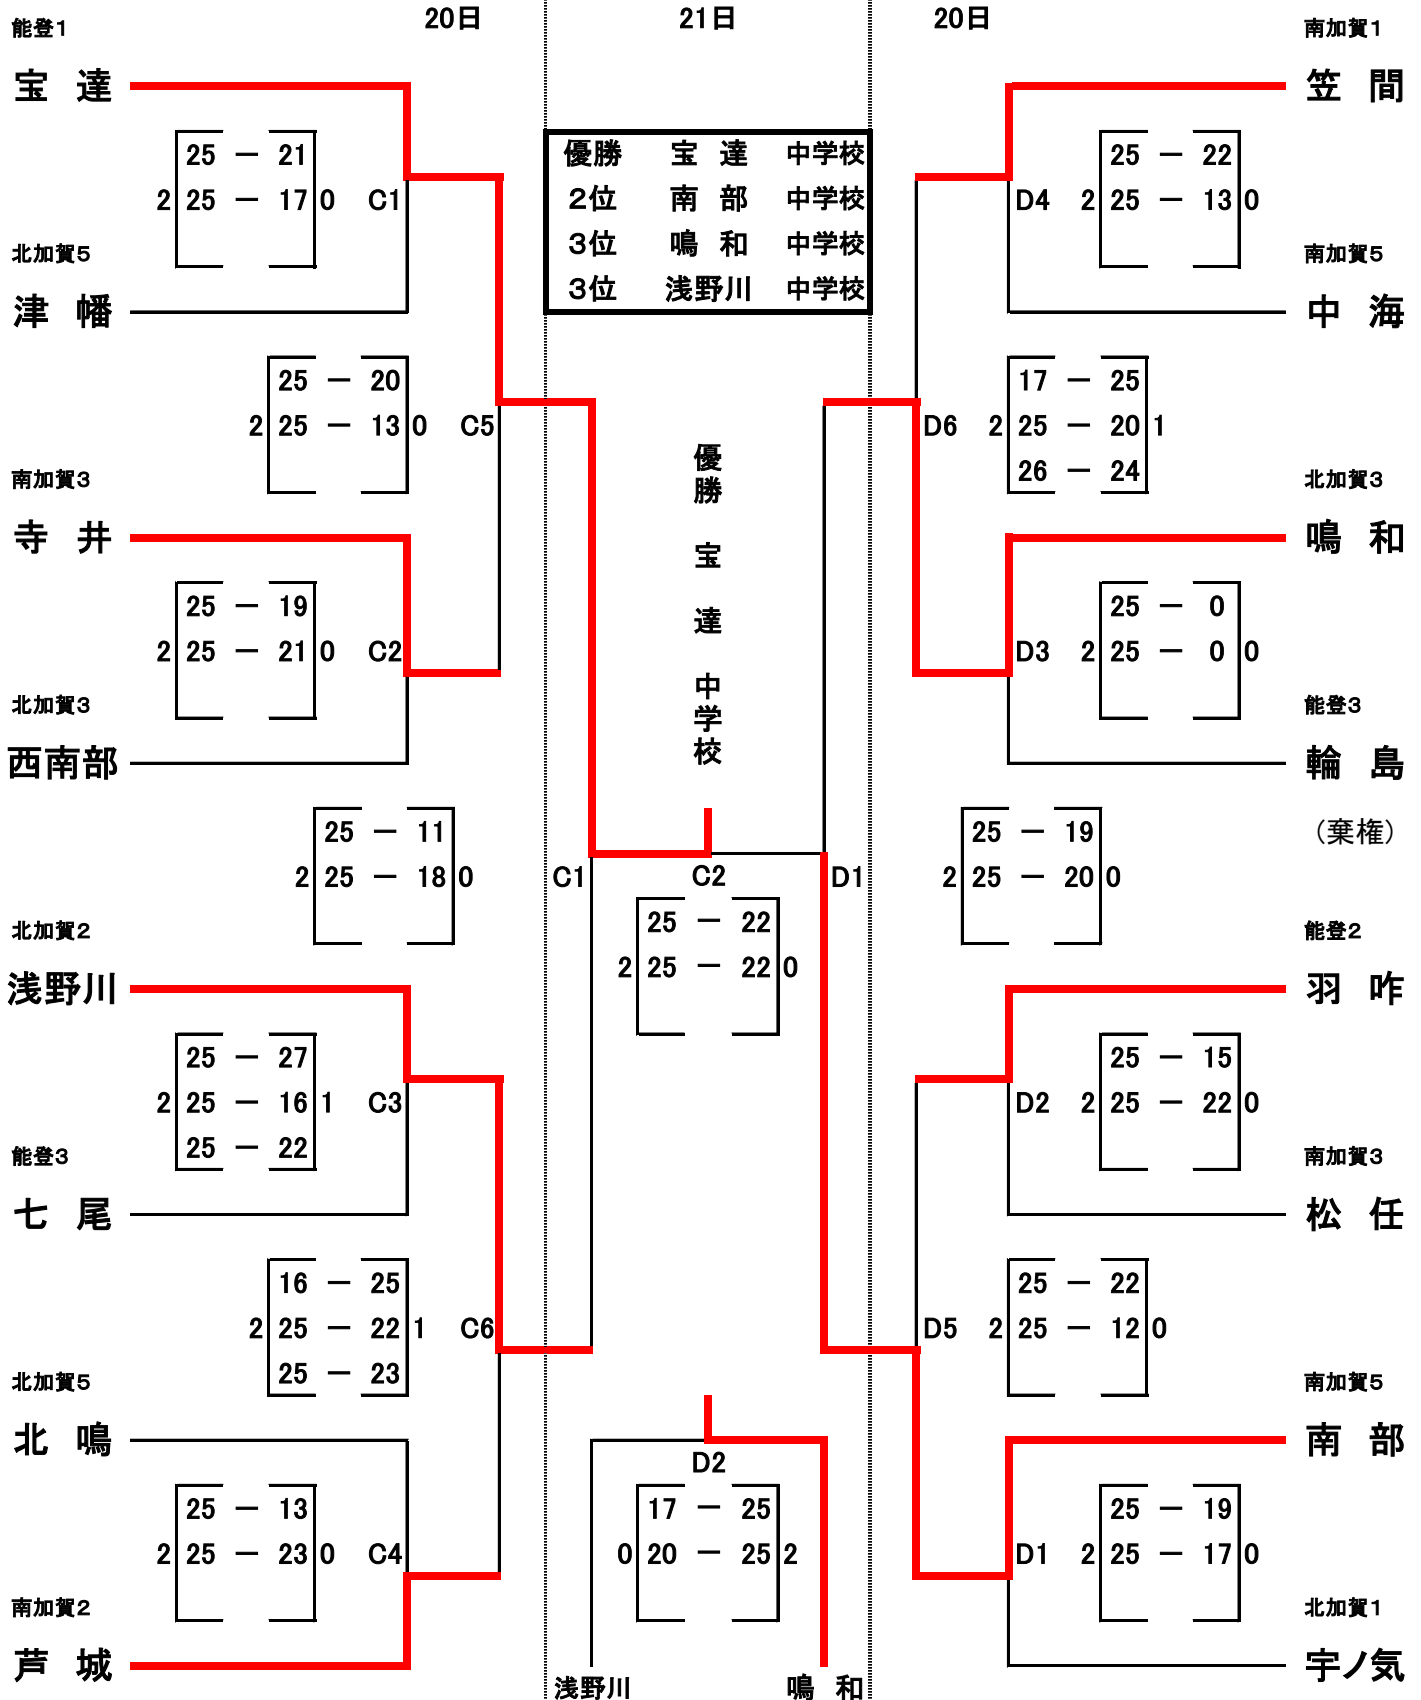 20日 21日 20日
能登1
宝 達
25 － 21
2 25 － 17 0 C1
北加賀5
津 幡
25 － 20
2 25 － 13 0 C5
南加賀3
寺 井
25 － 19
2 25 － 21 0 C2
北加賀3
西南部
25 － 11
2 25 － 18 0 C1
北加賀2
浅野川
25 － 27
2 25 － 16 1 C3
25 － 22
能登3
七 尾
16 － 25
2 25 － 22 1 C6
25 － 23
北加賀5
北 鳴
25 － 13
2 25 － 23 0 C4
南加賀2
芦 城
優勝 宝 達 中学校
2位 南 部 中学校
3位 鳴 和 中学校
3位 浅野川 中学校
優勝 宝達 中学校
C2
25 － 22
2 25 － 22 0
D2
17 － 25
0 20 － 25 2
浅野川 鳴 和
南加賀1
笠 間
25 － 22
D4 2 25 － 13 0
南加賀5
中 海
17 － 25
D6 2 25 － 20 1
26 － 24
北加賀3
鳴 和
25 － 0
D3 2 25 － 0 0
能登3
輪 島
（棄権）
25 － 19
D1 2 25 － 20 0
能登2
羽 咋
25 － 15
D2 2 25 － 22 0
南加賀3
松 任
25 － 22
D5 2 25 － 12 0
南加賀5
南 部
25 － 19
D1 2 25 － 17 0
北加賀1
宇ノ気